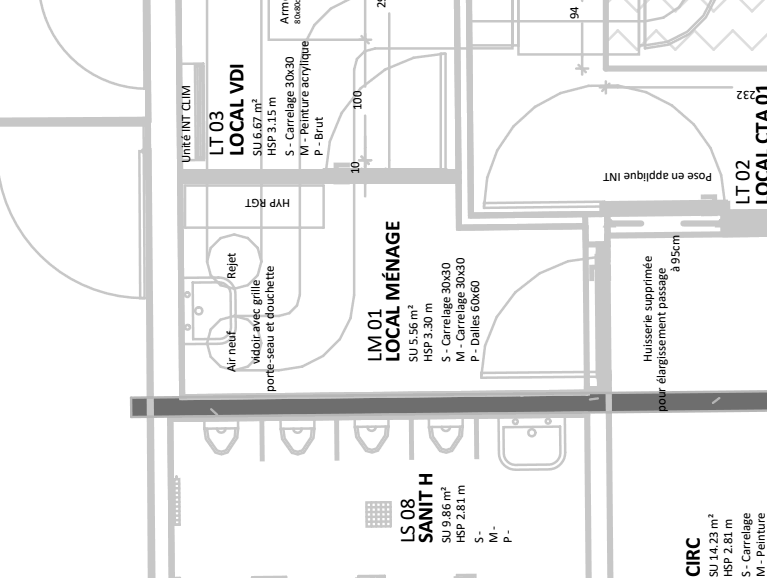 Arm
80x80x
29
94
Unité INT CLIM
LT 03
LOCAL VDI
SU 6.67 m²
HSP 3.15 m
S - Carrelage 30x30
M - Peinture acrylique
P - Brut
100
10
232
Pose en applique INT
LT 02
LOCAL CTA 01
HYP RGT
Rejet
Air neuf
Vidoir avec grille
porte-seau et douchette
LM 01
LOCAL MÉNAGE
SU 5.56 m²
HSP 3.30 m
S - Carrelage 30x30
M - Carrelage 30x30
P - Dalles 60x60
Huisserie supprimée
pour élargissement passage
à 95cm
LS 08
SANIT H
SU 9.86 m²
HSP 2.81 m
S -
M -
P -
CIRC
SU 14.23 m²
HSP 2.81 m
S - Carrelage
M - Peinture